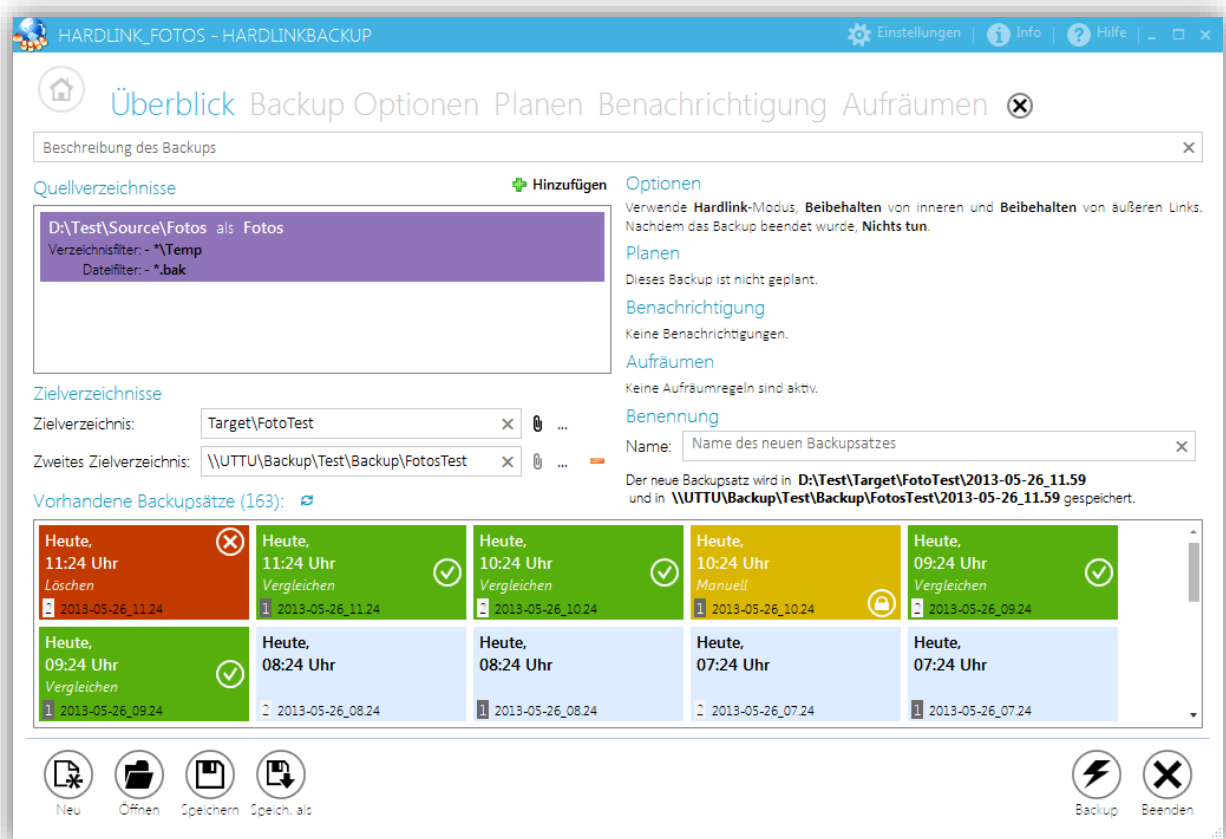 HARDLINK_FOTOS - HARDLINKBACKUP
Einstellungen | Info | Hilfe
Überblick Backup Optionen Planen Benachrichtigung Aufräumen
Beschreibung des Backups
Quellverzeichnisse
Hinzufügen
D:\Test\Source\Fotos als Fotos
Verzeichnisfilter: - *\Temp
Dateifilter: - *.bak
Optionen
Verwende Hardlink-Modus, Beibehalten von inneren und Beibehalten von äußeren Links.
Nachdem das Backup beendet wurde, Nichts tun.
Planen
Dieses Backup ist nicht geplant.
Benachrichtigung
Keine Benachrichtigungen.
Aufräumen
Keine Aufräumregeln sind aktiv.
Zielverzeichnisse
Zielverzeichnis: Target\FotoTest ...
Zweites Zielverzeichnis: \\UTTU\Backup\Test\Backup\FotosTest ...
Benennung
Name: Name des neuen Backupsatzes
Der neue Backupsatz wird in D:\Test\Target\FotoTest\2013-05-26_11.59
und in \\UTTU\Backup\Test\Backup\FotosTest\2013-05-26_11.59 gespeichert.
Vorhandene Backupsätze (163):
Heute,
11:24 Uhr
Löschen
2 2013-05-26_11.24
Heute,
11:24 Uhr
Vergleichen
1 2013-05-26_11.24
Heute,
10:24 Uhr
Vergleichen
2 2013-05-26_10.24
Heute,
10:24 Uhr
Manuell
1 2013-05-26_10.24
Heute,
09:24 Uhr
Vergleichen
2 2013-05-26_09.24
Heute,
09:24 Uhr
Vergleichen
1 2013-05-26_09.24
Heute,
08:24 Uhr
2 2013-05-26_08.24
Heute,
08:24 Uhr
1 2013-05-26_08.24
Heute,
07:24 Uhr
2 2013-05-26_07.24
Heute,
07:24 Uhr
1 2013-05-26_07.24
Neu
Öffnen
Speichern
Speich. als
Backup
Beenden